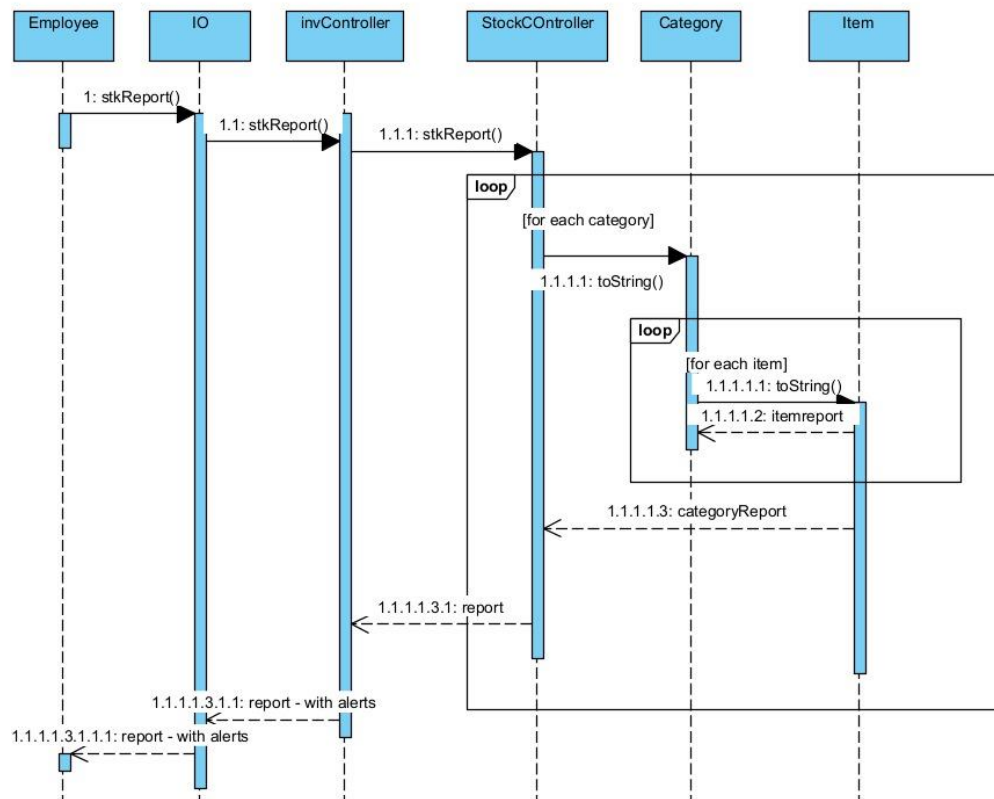 Employee
IO
invController
StockCOntroller
Category
Item
1: stkReport()
1.1: stkReport()
1.1.1: stkReport()
loop
[for each category]
1.1.1.1: toString()
loop
[for each item]
1.1.1.1.1: toString()
1.1.1.1.2: itemreport
1.1.1.1.3: categoryReport
1.1.1.1.3.1: report
1.1.1.1.3.1.1: report - with alerts
1.1.1.1.3.1.1.1: report - with alerts